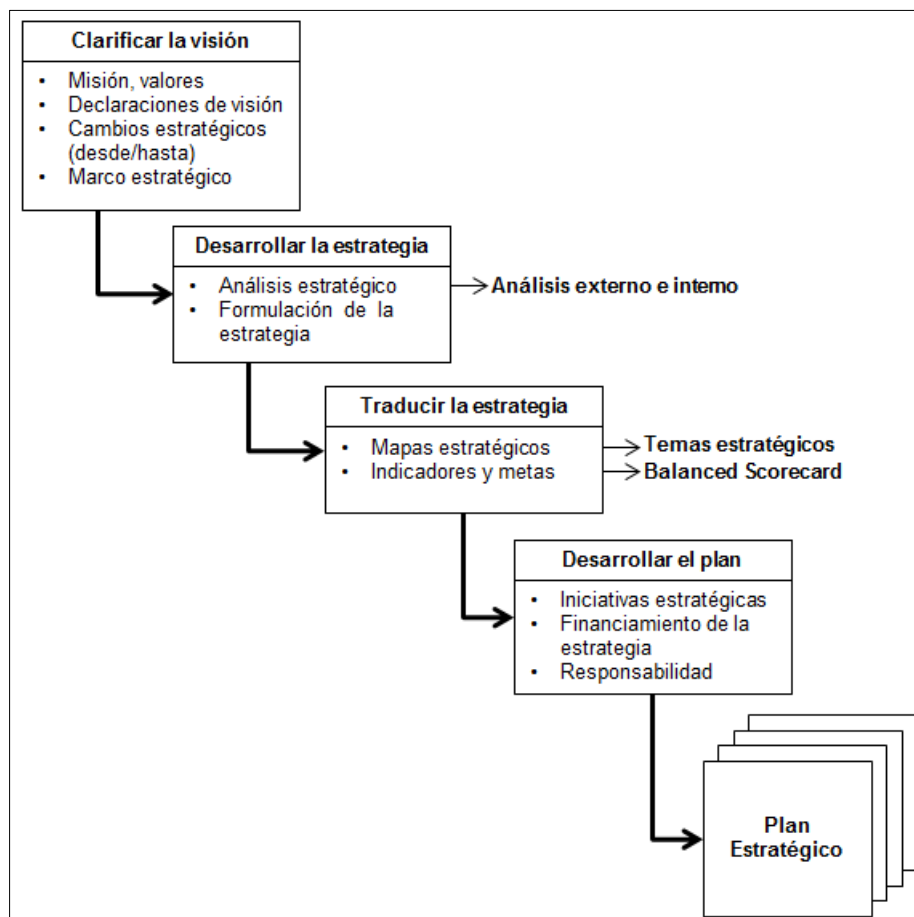 Clarificar la visión
• Misión, valores
• Declaraciones de visión
• Cambios estratégicos
(desde/hasta)
• Marco estratégico
Desarrollar la estrategia
• Análisis estratégico
• Formulación de la
estrategia
Análisis externo e interno
Traducir la estrategia
• Mapas estratégicos
• Indicadores y metas
Temas estratégicos
Balanced Scorecard
Desarrollar el plan
• Iniciativas estratégicas
• Financiamiento de la
estrategia
• Responsabilidad
Plan
Estratégico